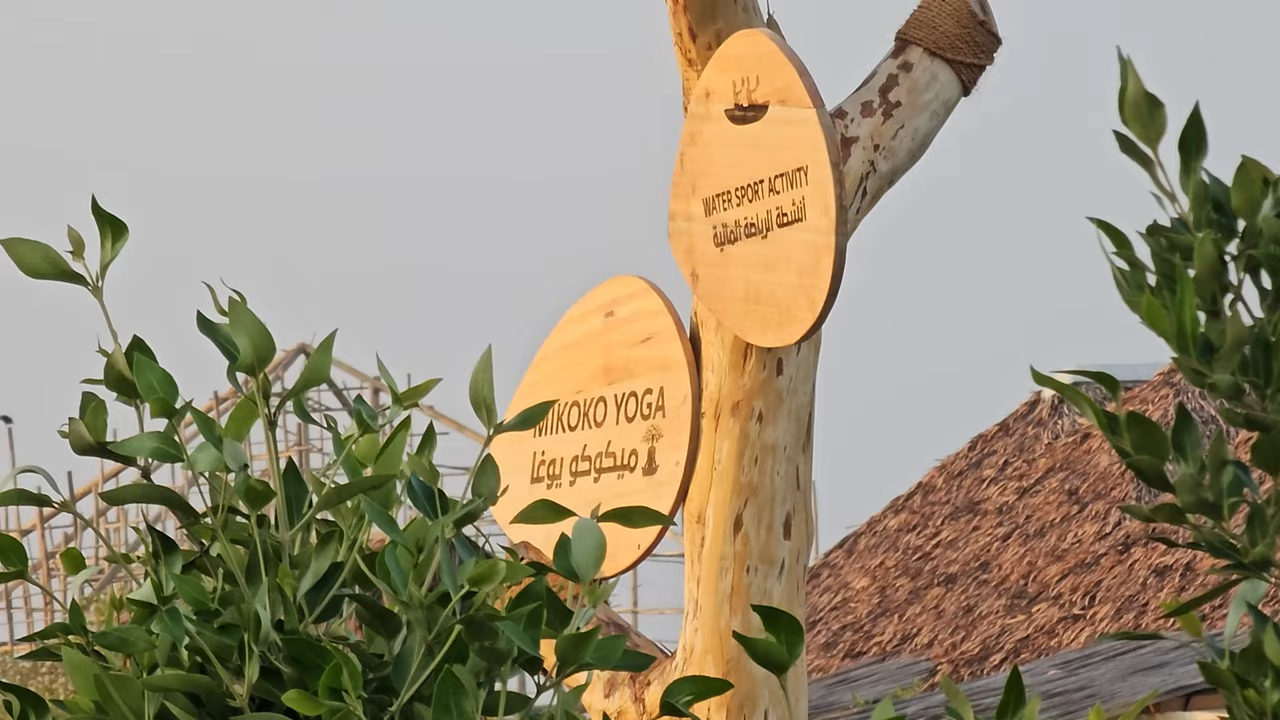 WATER SPORT ACTIVITY
أنشطة الرياضة المائية
MIKOKO YOGA
ميكوكو يوغا